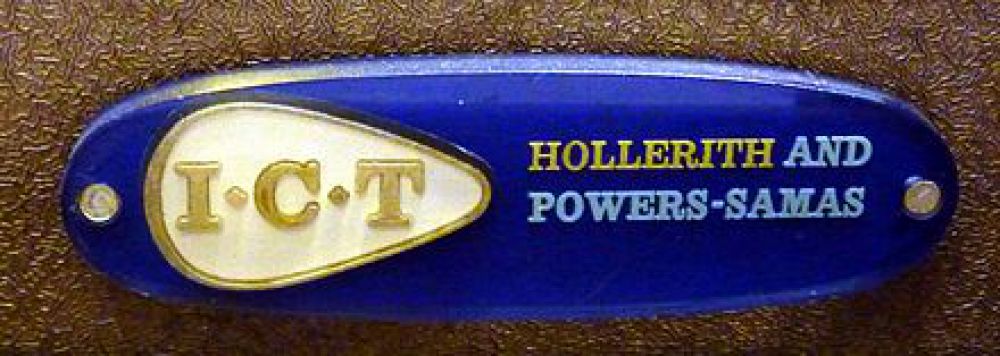 I·C·T
HOLLERITH AND
POWERS-SAMAS